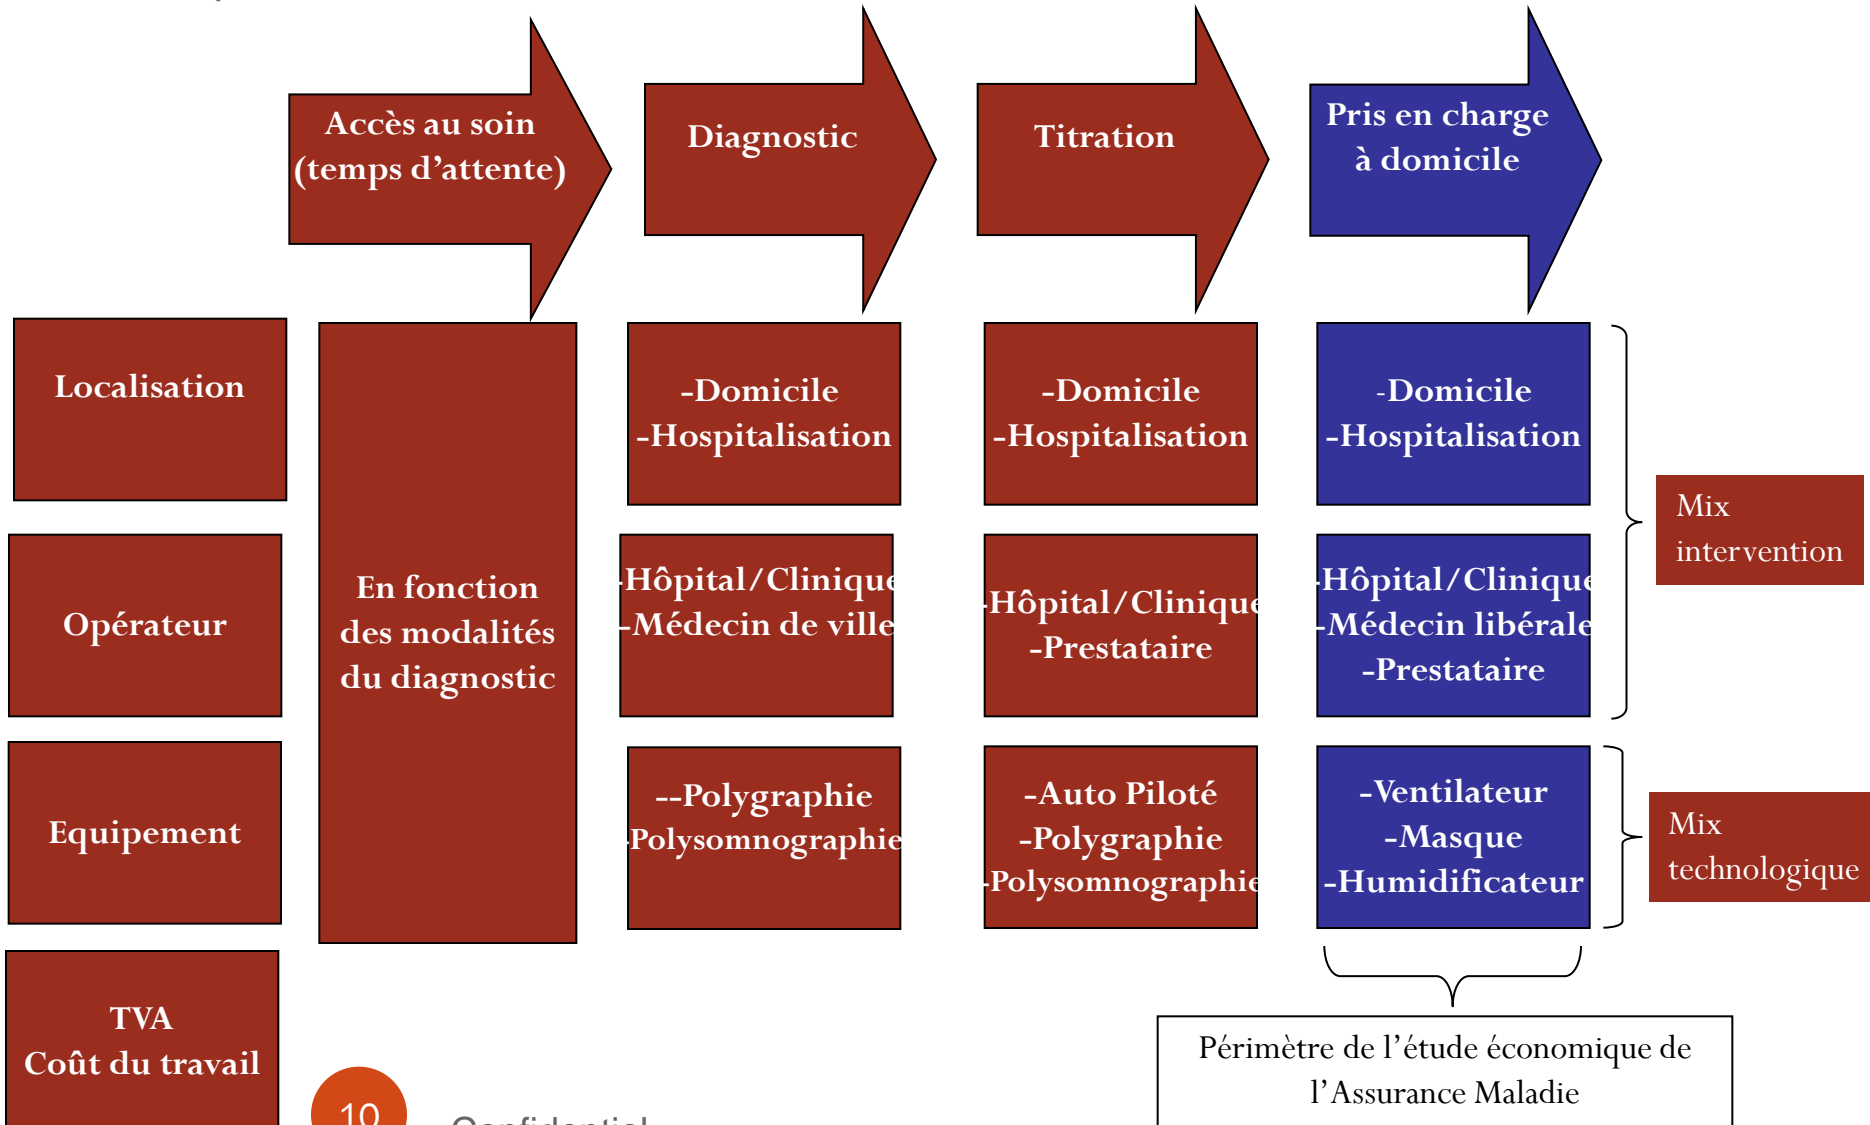 Accès au soin
(temps d’attente)
Diagnostic
Titration
Pris en charge
à domicile
Localisation
-Domicile
-Hospitalisation
-Domicile
-Hospitalisation
-Domicile
-Hospitalisation
Mix
intervention
Opérateur
En fonction
des modalités
du diagnostic
-Hôpital/Clinique
-Médecin de ville
-Hôpital/Clinique
-Prestataire
-Hôpital/Clinique
-Médecin libérale
-Prestataire
Equipement
--Polygraphie
-Polysomnographie
-Auto Piloté
-Polygraphie
-Polysomnographie
-Ventilateur
-Masque
-Humidificateur
Mix
technologique
TVA
Coût du travail
Périmètre de l’étude économique de
l’Assurance Maladie
10
Confidential